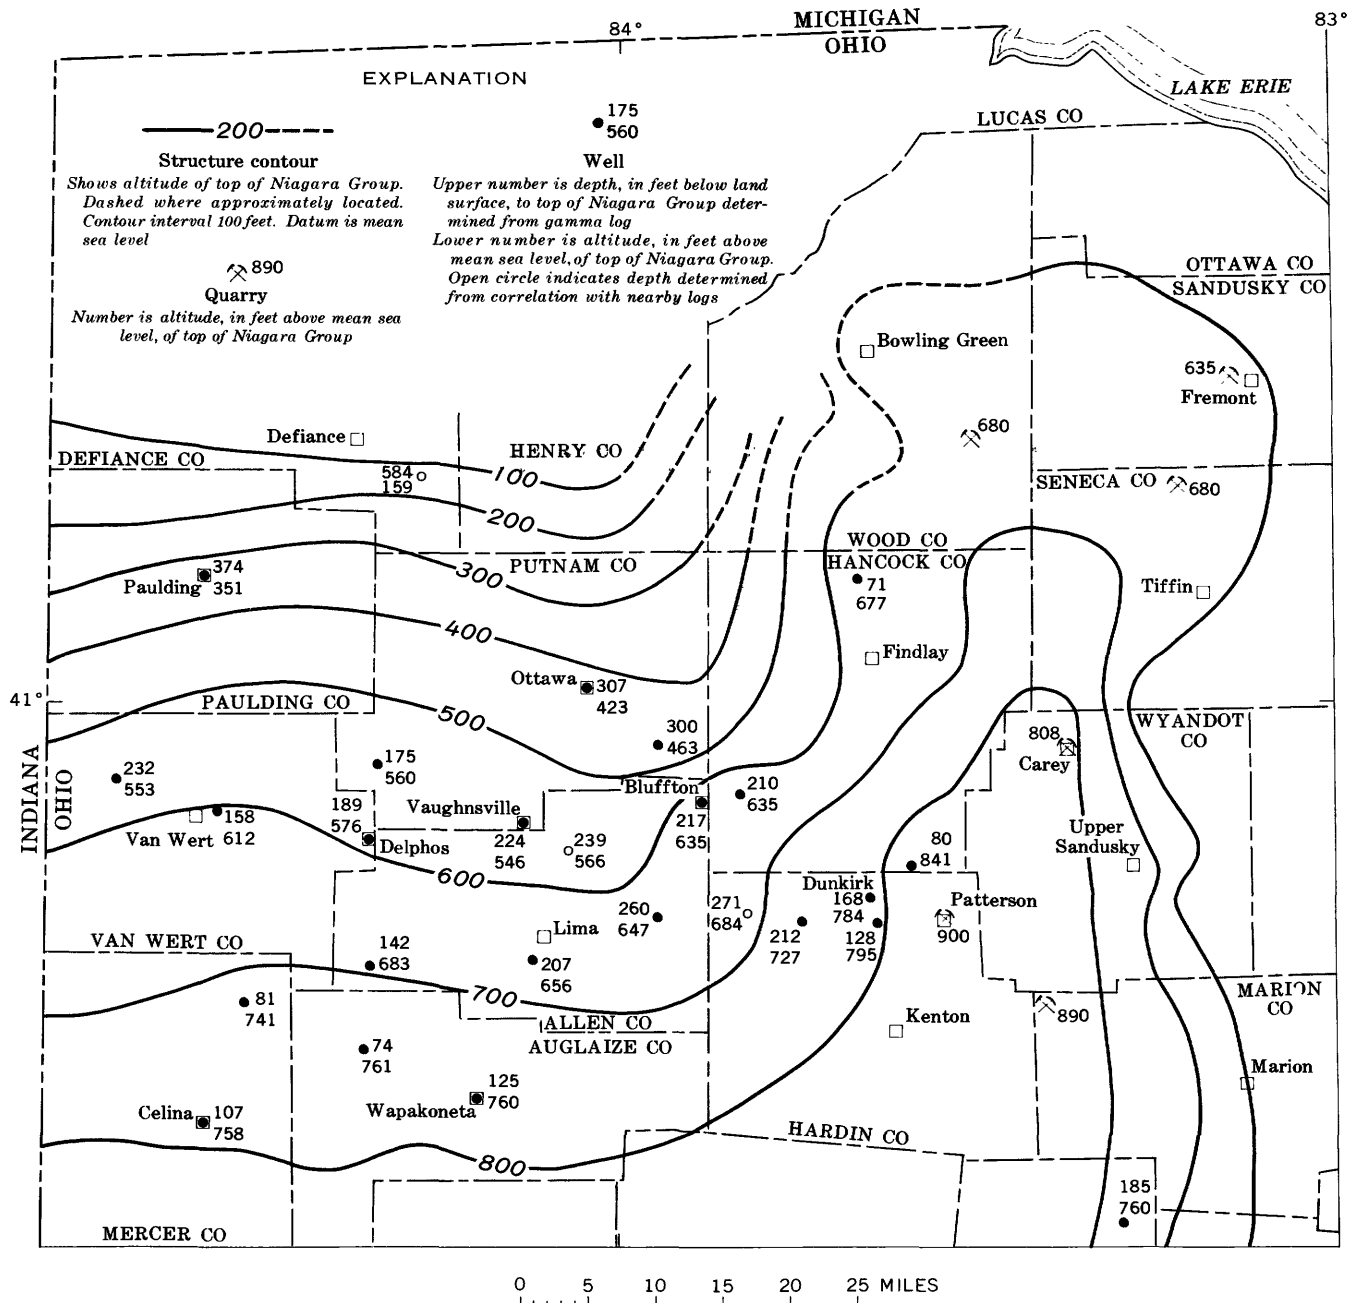 84°
MICHIGAN
OHIO
83°
EXPLANATION
LAKE ERIE
200
Structure contour
Shows altitude of top of Niagara Group.
Dashed where approximately located.
Contour interval 100 feet. Datum is mean
sea level
175
560
Well
Upper number is depth, in feet below land
surface, to top of Niagara Group deter-
mined from gamma log
Lower number is altitude, in feet above
mean sea level, of top of Niagara Group.
Open circle indicates depth determined
from correlation with nearby logs
890
Quarry
Number is altitude, in feet above mean sea
level, of top of Niagara Group
LUCAS CO
OTTAWA CO
SANDUSKY CO
Bowling Green
635
Fremont
680
Defiance
DEFIANCE CO
HENRY CO
584
159
100
SENECA CO
680
200
WOOD CO
HANCOCK CO
PUTNAM CO
300
374
Paulding
351
71
677
Tiffin
400
Findlay
Ottawa
307
423
41°
PAULDING CO
500
WYANDOT
CO
300
463
808
Carey
INDIANA
OHIO
232
553
175
560
Bluffton
210
635
217
635
189
576
Vaughnsville
158
612
Van Wert
Delphos
224
546
239
566
Upper
Sandusky
80
841
600
Dunkirk
168
784
Patterson
900
271
684
260
647
212
727
128
795
Lima
VAN WERT CO
142
683
207
656
81
741
700
MARION
CO
890
Kenton
ALLEN CO
AUGLAIZE CO
74
761
Marion
125
760
Wapakoneta
Celina
107
758
HARDIN CO
800
185
760
MERCER CO
0 5 10 15 20 25 MILES